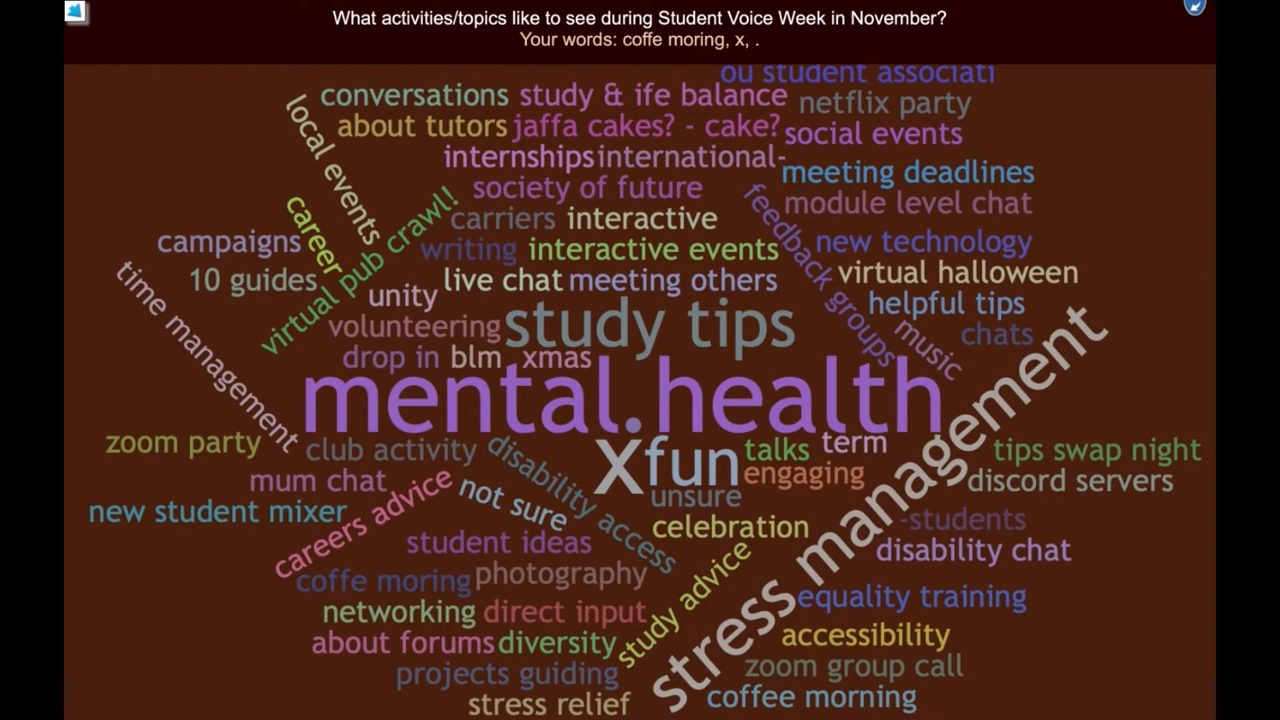 What activities/topics like to see during Student Voice Week in November?
Your words: coffe moring, x, .
ou student associati
conversations
study & ife balance
netflix party
local events
about tutors
jaffa cakes? - cake?
social events
internships
international-
meeting deadlines
society of future
module level chat
career
virtual pub crawl!
carriers
interactive
feedback groups
campaigns
writing
interactive events
new technology
10 guides
live chat
meeting others
virtual halloween
time management
unity
helpful tips
volunteering
study tips
music
chats
drop in
blm
xmas
stress management
mental health
.
zoom party
club activity
disability access
x
fun
talks
term
tips swap night
mum chat
careers advice
not sure
engaging
discord servers
unsure
new student mixer
celebration
-students
student ideas
disability chat
coffe moring
photography
study advice
equality training
networking
direct input
about forums
diversity
accessibility
projects guiding
zoom group call
stress relief
coffee morning